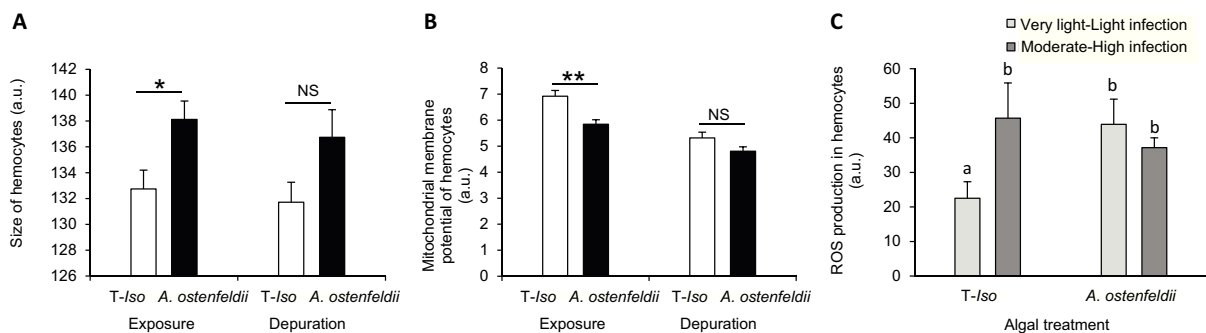 A
Size of hemocytes (a.u.)
142
140
138
136
134
132
130
128
126
*
NS
T-Iso A. ostenfeldii T-Iso A. ostenfeldii
Exposure Depuration
B
Mitochondrial membrane
potential of hemocytes
(a.u.)
8
7
6
5
4
3
2
1
0
**
NS
T-Iso A. ostenfeldii T-Iso A. ostenfeldii
Exposure Depuration
C
Very light-Light infection
Moderate-High infection
ROS production in hemocytes
(a.u.)
60
50
40
30
20
10
0
a
b
b
b
T-Iso A. ostenfeldii
Algal treatment